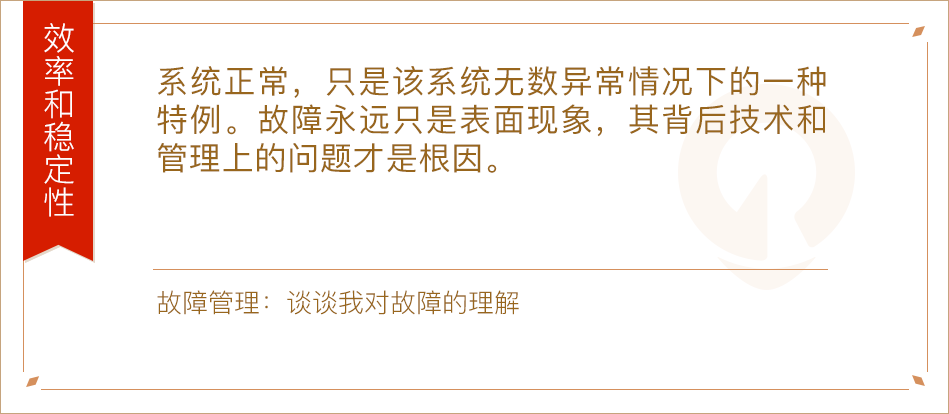 效率和稳定性
系统正常，只是该系统无数异常情况下的一种
特例。故障永远只是表面现象，其背后技术和
管理上的问题才是根因。
故障管理：谈谈我对故障的理解